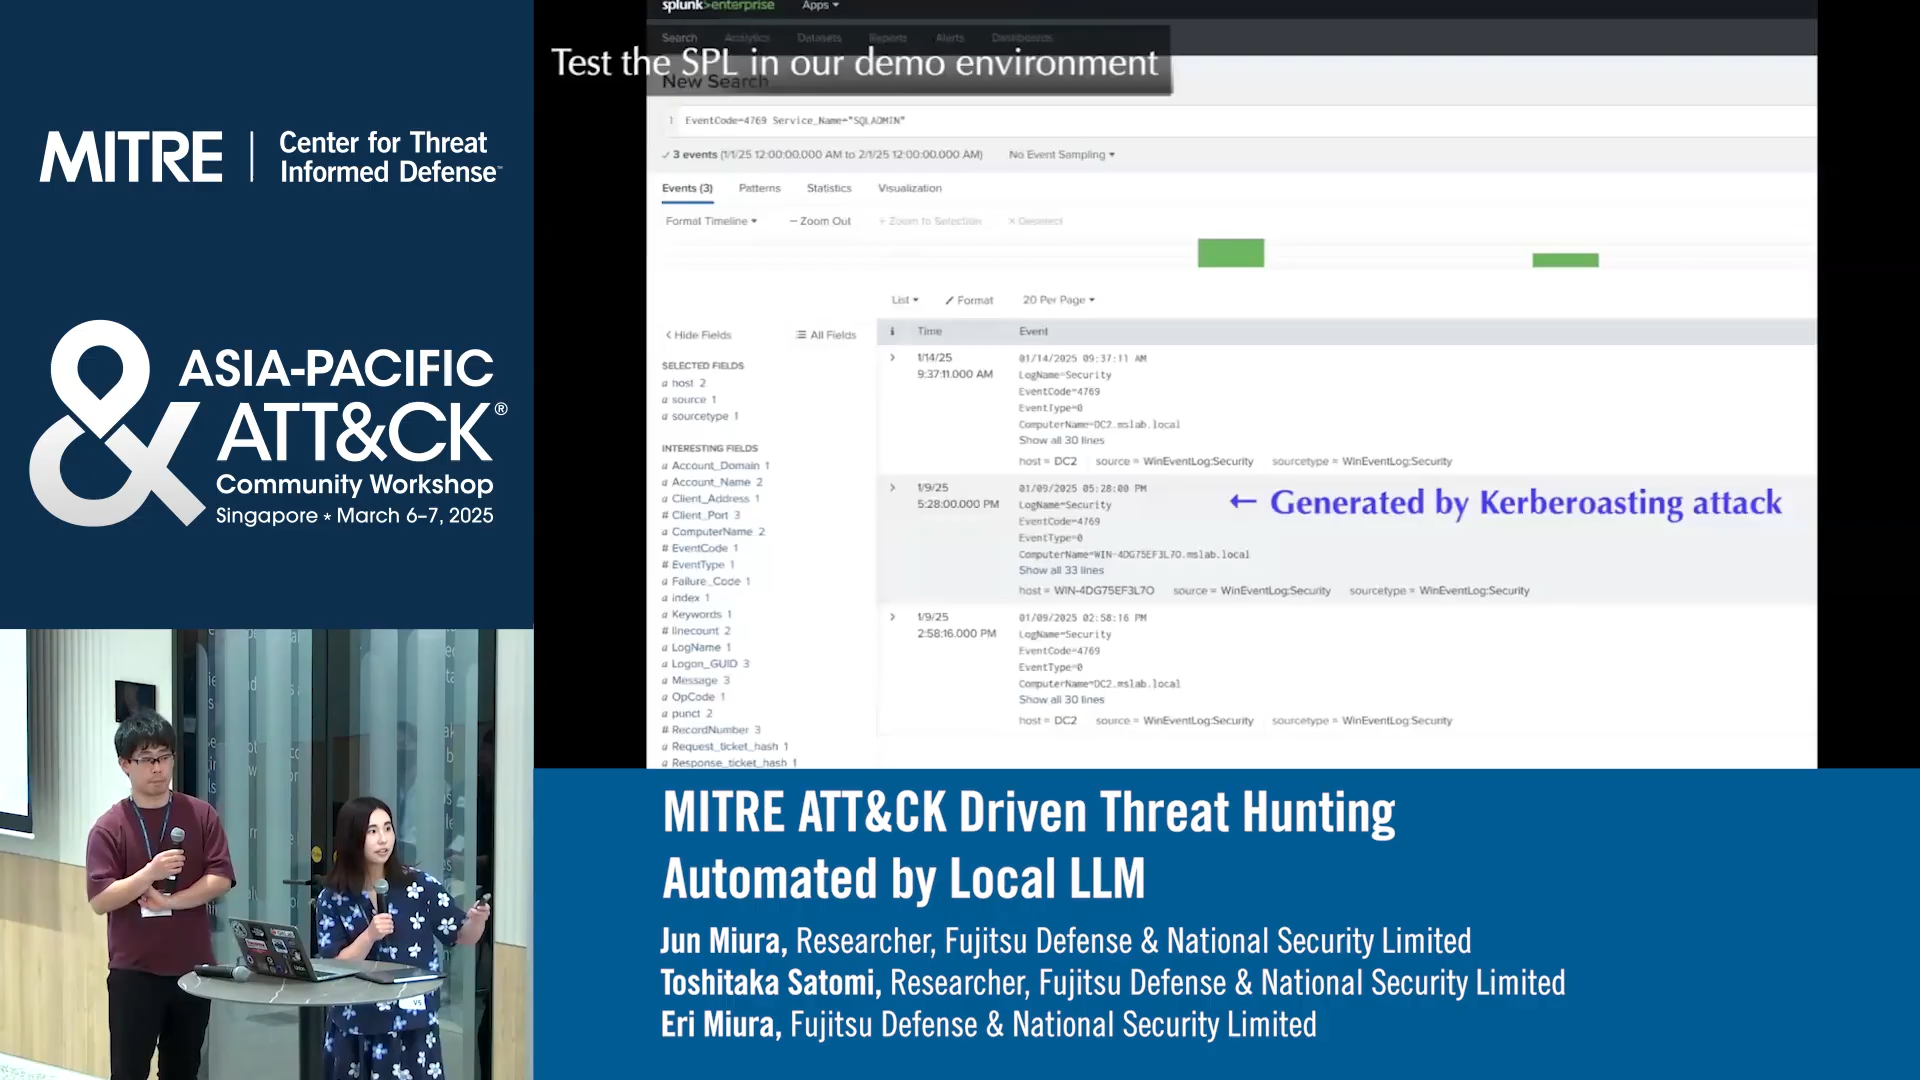 MITRE | Center for Threat
Informed Defense™
ASIA-PACIFIC
ATT&CK®
Community Workshop
Singapore ⋆ March 6–7, 2025
splunk>enterprise Apps ▾
Search Analytics Datasets Reports Alerts Dashboards
Test the SPL in our demo environment
New Search
1 EventCode=4769 Service_Name="SQLADMIN"
✓ 3 events (1/1/25 12:00:00.000 AM to 2/1/25 12:00:00.000 AM) No Event Sampling ▾
Events (3) Patterns Statistics Visualization
Format Timeline ▾ – Zoom Out + Zoom to Selection × Deselect
List ▾ Format 20 Per Page ▾
< Hide Fields All Fields
SELECTED FIELDS
a host 2
a source 1
a sourcetype 1
INTERESTING FIELDS
a Account_Domain 1
a Account_Name 2
a Client_Address 1
# Client_Port 3
a ComputerName 2
# EventCode 1
# EventType 1
a Failure_Code 1
a index 1
a Keywords 1
# linecount 2
a LogName 1
a Logon_GUID 3
a Message 3
a OpCode 1
a punct 2
# RecordNumber 3
a Request_ticket_hash 1
a Response_ticket_hash 1
i Time Event
> 1/14/25
9:37:11.000 AM
01/14/2025 09:37:11 AM
LogName=Security
EventCode=4769
EventType=0
ComputerName=DC2.mslab.local
Show all 30 lines
host = DC2 source = WinEventLog:Security sourcetype = WinEventLog:Security
> 1/9/25
5:28:00.000 PM
01/09/2025 05:28:00 PM
LogName=Security
EventCode=4769
EventType=0
ComputerName=WIN-4DG75EF3L7O.mslab.local
Show all 33 lines
host = WIN-4DG75EF3L7O source = WinEventLog:Security sourcetype = WinEventLog:Security
← Generated by Kerberoasting attack
> 1/9/25
2:58:16.000 PM
01/09/2025 02:58:16 PM
LogName=Security
EventCode=4769
EventType=0
ComputerName=DC2.mslab.local
Show all 30 lines
host = DC2 source = WinEventLog:Security sourcetype = WinEventLog:Security
MITRE ATT&CK Driven Threat Hunting
Automated by Local LLM
Jun Miura, Researcher, Fujitsu Defense & National Security Limited
Toshitaka Satomi, Researcher, Fujitsu Defense & National Security Limited
Eri Miura, Fujitsu Defense & National Security Limited